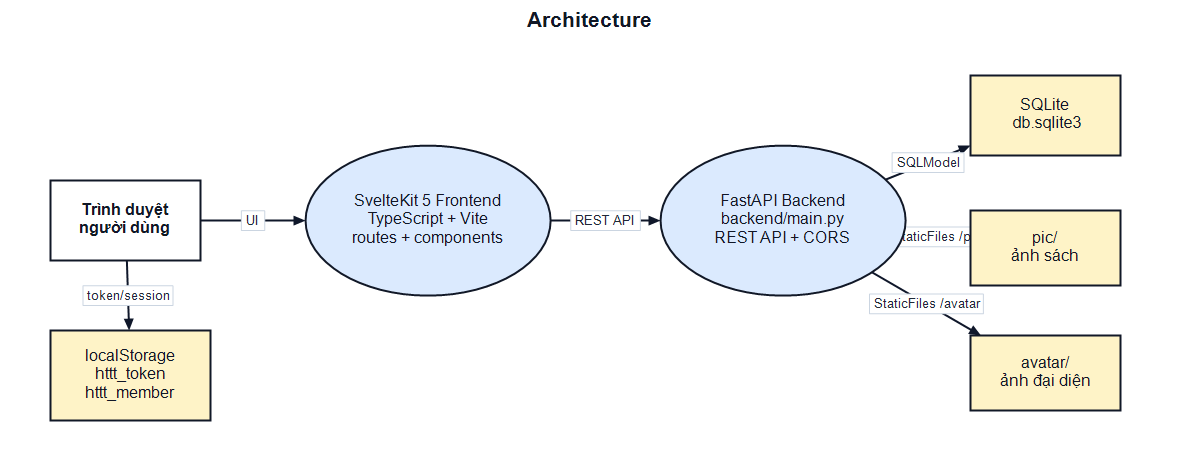 Architecture
SQLite
db.sqlite3
SQLModel
Trình duyệt
người dùng
UI
SvelteKit 5 Frontend
TypeScript + Vite
routes + components
REST API
FastAPI Backend
backend/main.py
REST API + CORS
taticFiles /p
pic/
ảnh sách
token/session
StaticFiles /avatar
localStorage
httt_token
httt_member
avatar/
ảnh đại diện